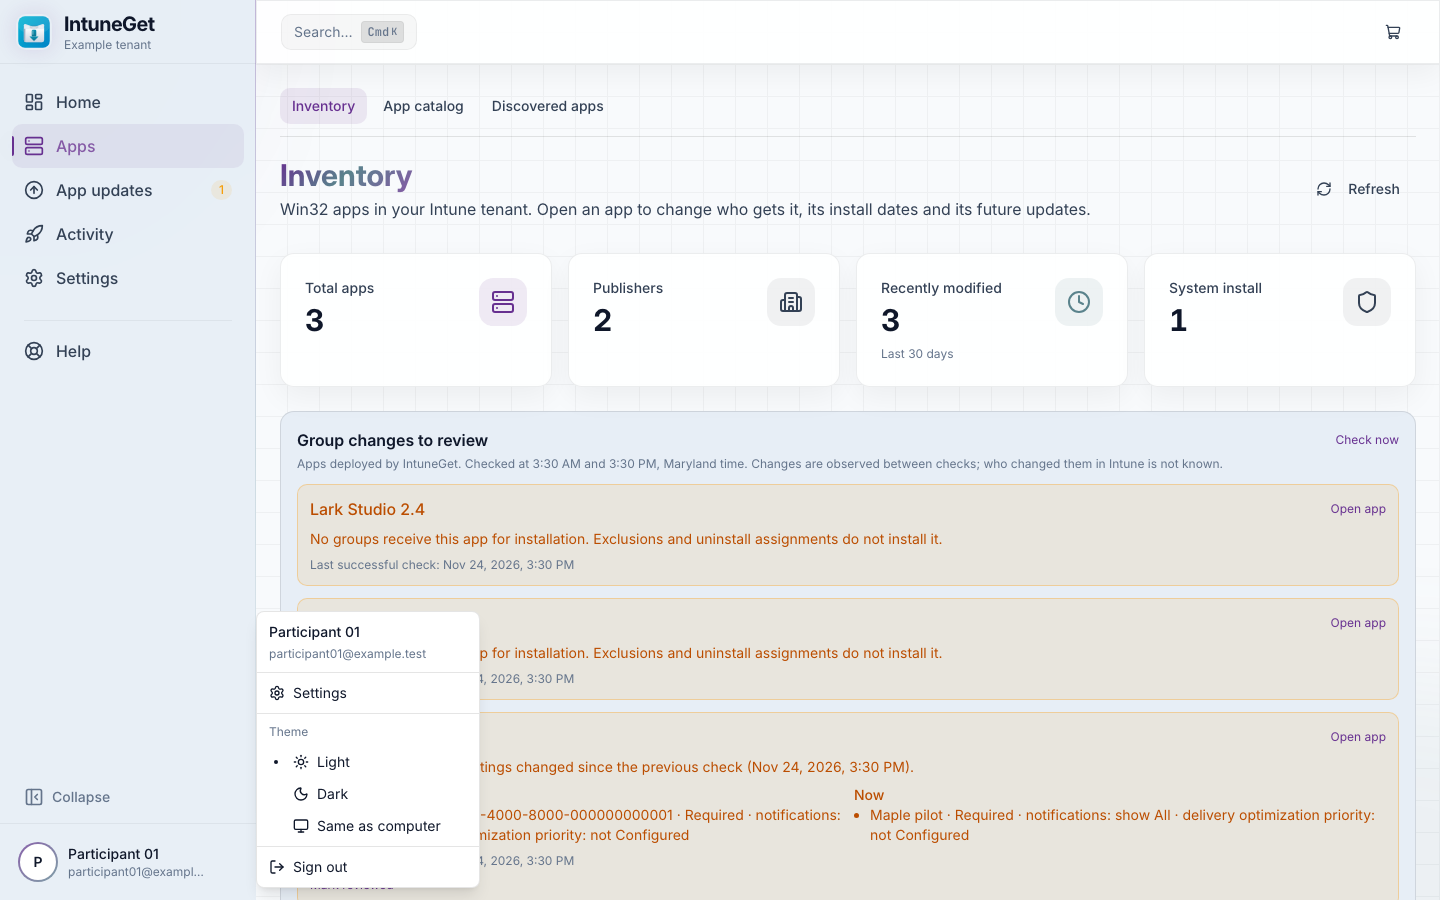 IntuneGet
Example tenant
Search...
Cmd K
Home
Apps
App updates
1
Activity
Settings
Help
Inventory
App catalog
Discovered apps
Inventory
Win32 apps in your Intune tenant. Open an app to change who gets it, its install dates and its future updates.
Refresh
Total apps
3
Publishers
2
Recently modified
3
Last 30 days
System install
1
Group changes to review
Check now
Apps deployed by IntuneGet. Checked at 3:30 AM and 3:30 PM, Maryland time. Changes are observed between checks; who changed them in Intune is not known.
Lark Studio 2.4
Open app
No groups receive this app for installation. Exclusions and uninstall assignments do not install it.
Last successful check: Nov 24, 2026, 3:30 PM
Open app
for installation. Exclusions and uninstall assignments do not install it.
, 2026, 3:30 PM
Open app
changed since the previous check (Nov 24, 2026, 3:30 PM).
-4000-8000-000000000001 · Required · notifications:
priority: not Configured
Now
• Maple pilot · Required · notifications: show All · delivery optimization priority:
not Configured
, 2026, 3:30 PM
Participant 01
participant01@example.test
Settings
Theme
• Light
Dark
Same as computer
Sign out
Collapse
P
Participant 01
participant01@exampl...